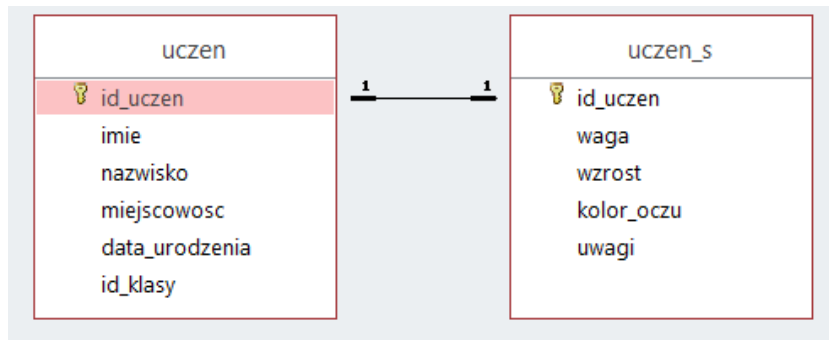 uczen
id_uczen
imie
nazwisko
miejscowosc
data_urodzenia
id_klasy
1 1
uczen_s
id_uczen
waga
wzrost
kolor_oczu
uwagi